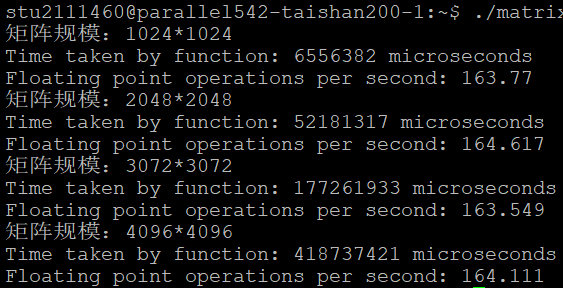 stu2111460@parallel542-taishan200-1:~$ ./matrix
矩阵规模：1024*1024
Time taken by function: 6556382 microseconds
Floating point operations per second: 163.77
矩阵规模：2048*2048
Time taken by function: 52181317 microseconds
Floating point operations per second: 164.617
矩阵规模：3072*3072
Time taken by function: 177261933 microseconds
Floating point operations per second: 163.549
矩阵规模：4096*4096
Time taken by function: 418737421 microseconds
Floating point operations per second: 164.111